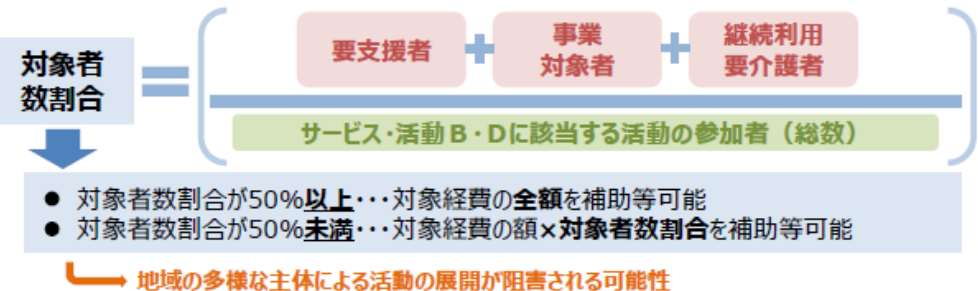 対象者
数割合
要支援者
事業
対象者
継続利用
要介護者
サービス・活動B・Dに該当する活動の参加者（総数）
● 対象者数割合が50%以上・・・対象経費の全額を補助等可能
● 対象者数割合が50%未満・・・対象経費の額×対象者数割合を補助等可能
地域の多様な主体による活動の展開が阻害される可能性